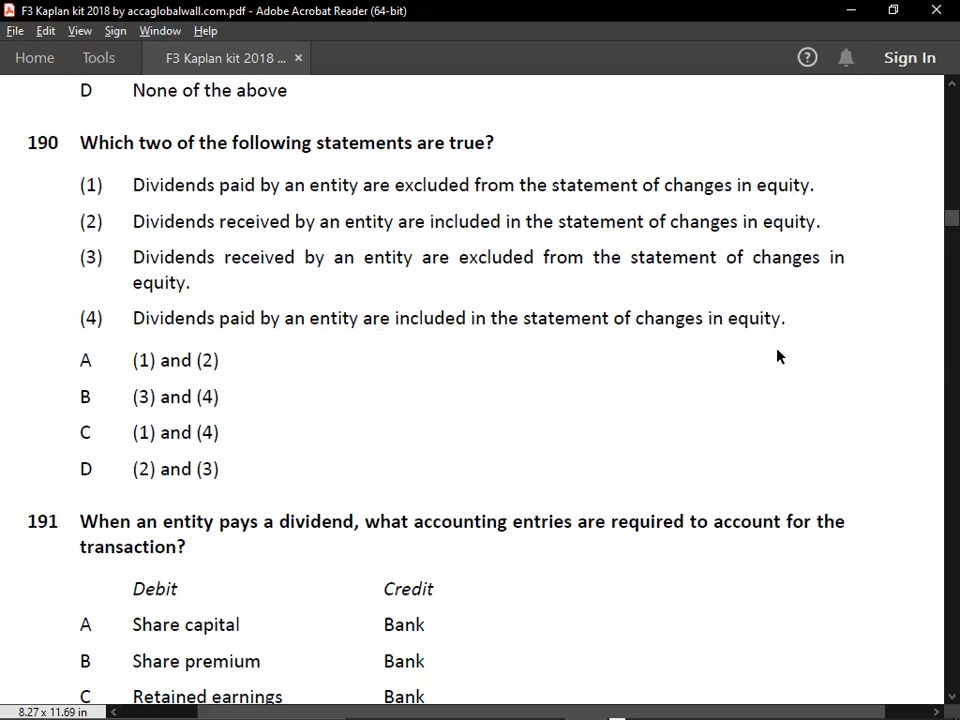 F3 Kaplan kit 2018 by accaglobalwall.com.pdf - Adobe Acrobat Reader (64-bit)
File Edit View Sign Window Help
Home Tools F3 Kaplan kit 2018 ... × ? Sign In
D None of the above
190 Which two of the following statements are true?
(1) Dividends paid by an entity are excluded from the statement of changes in equity.
(2) Dividends received by an entity are included in the statement of changes in equity.
(3) Dividends received by an entity are excluded from the statement of changes in
equity.
(4) Dividends paid by an entity are included in the statement of changes in equity.
A (1) and (2)
B (3) and (4)
C (1) and (4)
D (2) and (3)
191 When an entity pays a dividend, what accounting entries are required to account for the
transaction?
Debit Credit
A Share capital Bank
B Share premium Bank
C Retained earnings Bank
8.27 x 11.69 in